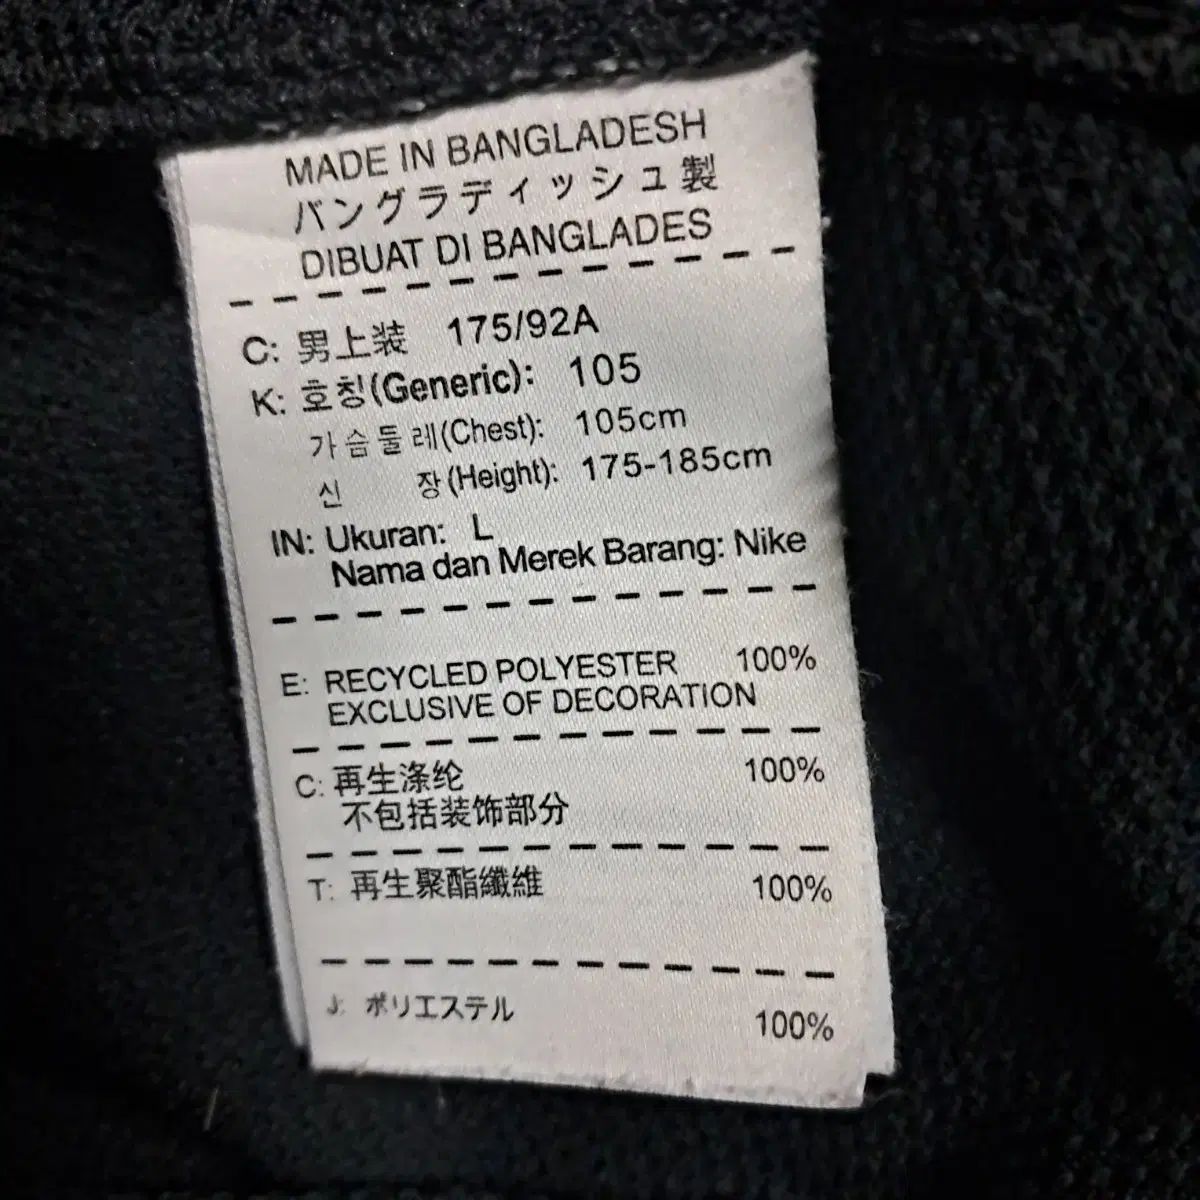 MADE IN BANGLADESH
バングラディッシュ製
DIBUAT DI BANGLADES
C: 男上装 175/92A
K: 호칭(Generic): 105
가슴둘레(Chest): 105cm
신 장(Height): 175-185cm
IN: Ukuran: L
Nama dan Merek Barang: Nike
E: RECYCLED POLYESTER 100%
EXCLUSIVE OF DECORATION
C: 再生涤纶 100%
不包括装饰部分
T: 再生聚酯纖維 100%
J: ポリエステル 100%